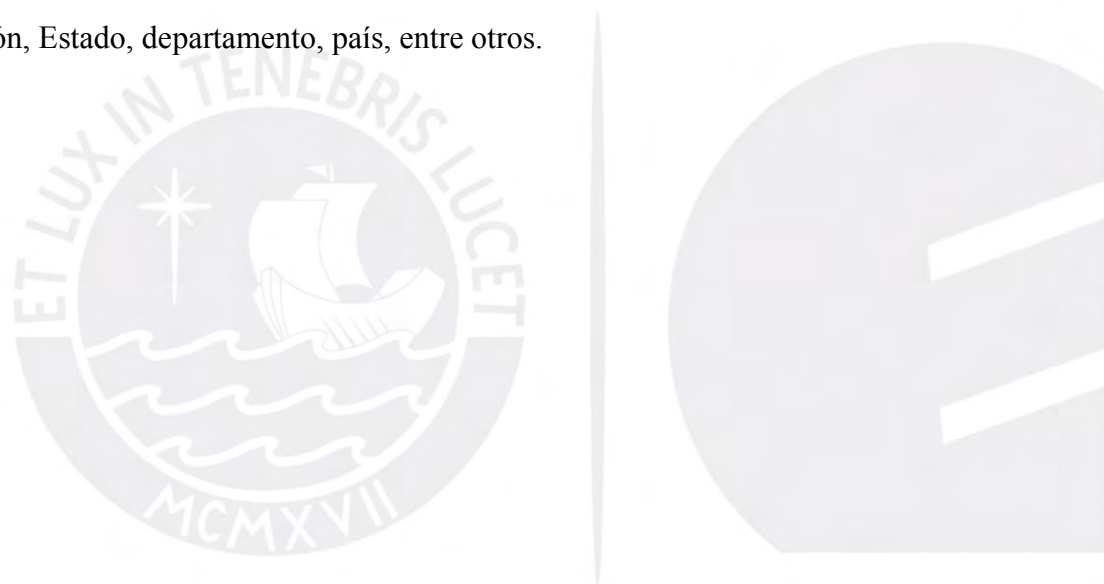 ón, Estado, departamento, país, entre otros.
ET LUX IN TENEBRIS LUCET
MCMXVII